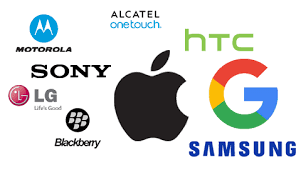 ALCATEL
onetouch.
MOTOROLA
hTC
SONY
LG
Life's Good
G
BlackBerry
SAMSUNG